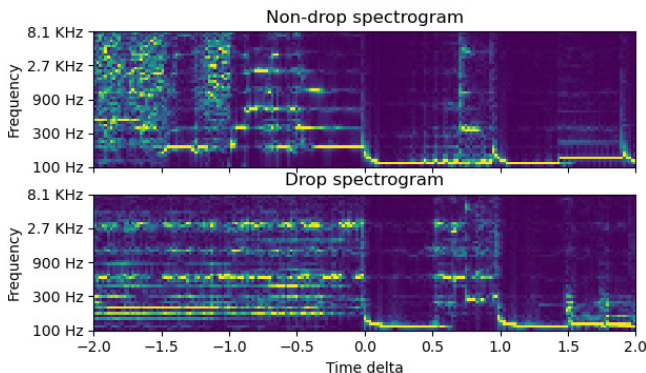 Non-drop spectrogram
8.1 KHz
2.7 KHz
900 Hz
300 Hz
100 Hz
Frequency
Drop spectrogram
8.1 KHz
2.7 KHz
900 Hz
300 Hz
100 Hz
Frequency
−2.0 −1.5 −1.0 −0.5 0.0 0.5 1.0 1.5 2.0
Time delta